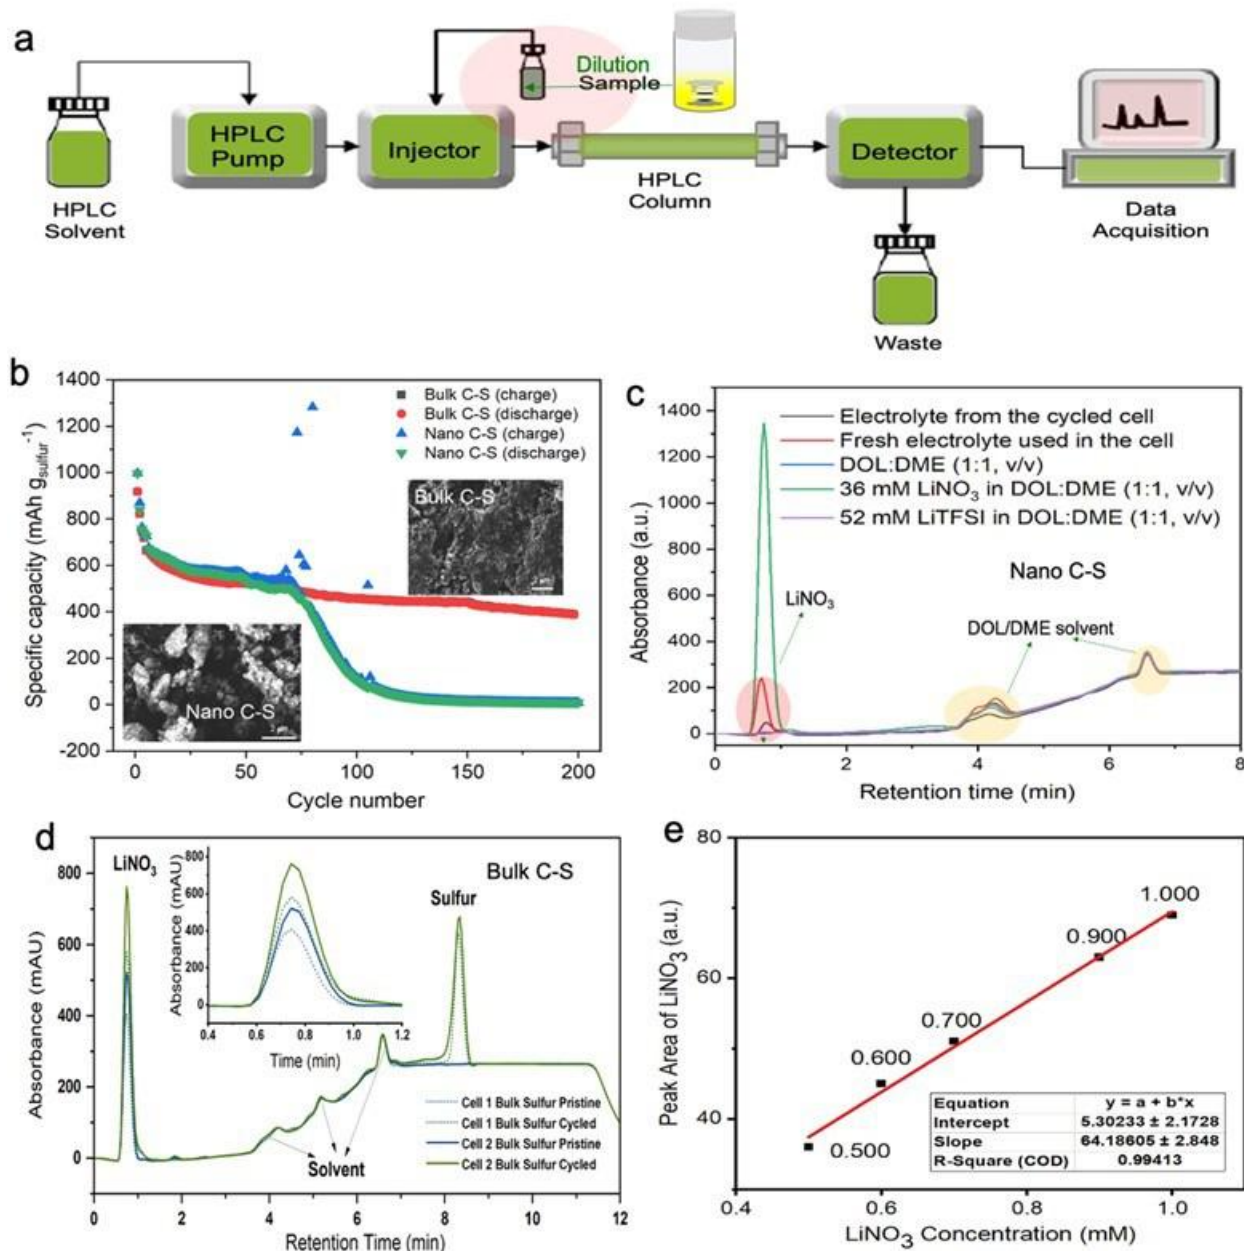 a
Dilution
Sample
HPLC
Pump
Injector
Detector
HPLC
Solvent
HPLC
Column
Data
Acquisition
Waste
b
1400
1200
1000
800
600
400
200
0
-200
Specific capacity (mAh g_sulfur^-1)
Bulk C-S (charge)
Bulk C-S (discharge)
Nano C-S (charge)
Nano C-S (discharge)
Bulk C-S
Nano C-S
0 50 100 150 200
Cycle number
c
1400
1200
1000
800
600
400
200
0
Absorbance (a.u.)
Electrolyte from the cycled cell
Fresh electrolyte used in the cell
DOL:DME (1:1, v/v)
36 mM LiNO₃ in DOL:DME (1:1, v/v)
52 mM LiTFSI in DOL:DME (1:1, v/v)
Nano C-S
LiNO₃
DOL/DME solvent
0 2 4 6 8
Retention time (min)
d
800
600
400
200
0
Absorbance (mAU)
LiNO₃
Bulk C-S
Sulfur
800
600
400
200
0
Absorbance (mAU)
0.4 0.6 0.8 1.0 1.2
Time (min)
Solvent
Cell 1 Bulk Sulfur Pristine
Cell 1 Bulk Sulfur Cycled
Cell 2 Bulk Sulfur Pristine
Cell 2 Bulk Sulfur Cycled
0 2 4 6 8 10 12
Retention Time (min)
e
80
60
40
Peak Area of LiNO₃ (a.u.)
1.000
0.900
0.700
0.600
0.500
Equation y = a + b*x
Intercept 5.30233 ± 2.1728
Slope 64.18605 ± 2.848
R-Square (COD) 0.99413
0.4 0.6 0.8 1.0
LiNO₃ Concentration (mM)